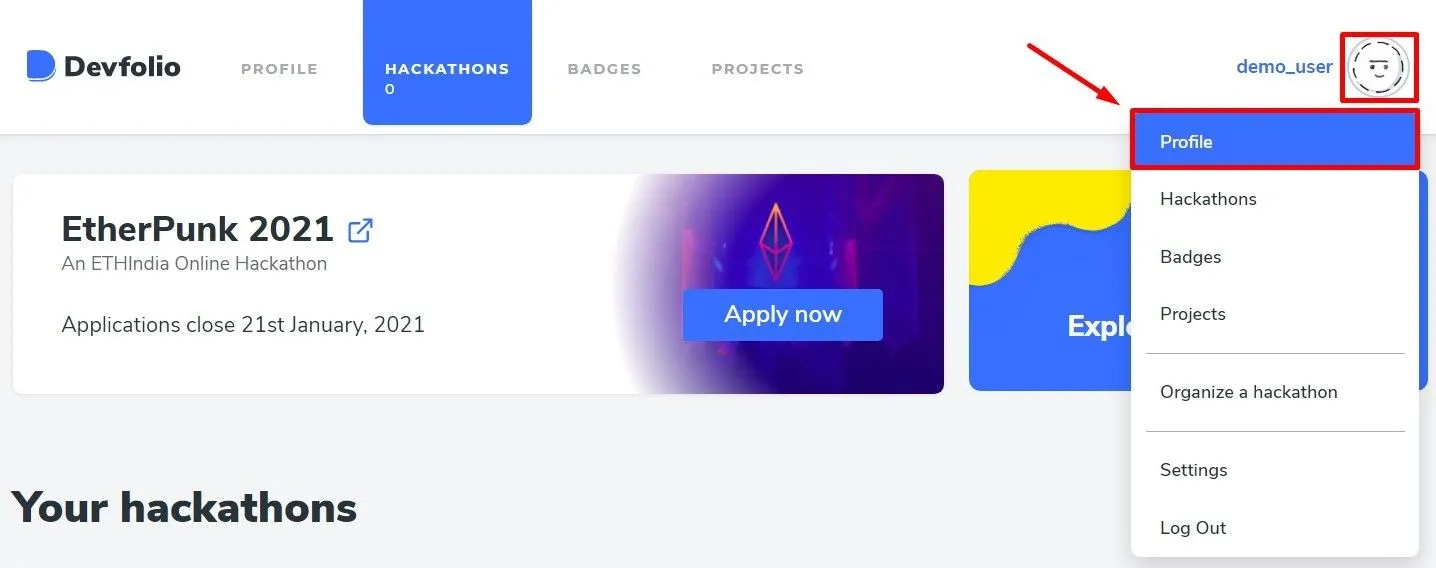 Devfolio
PROFILE
HACKATHONS
0
BADGES
PROJECTS
demo_user
EtherPunk 2021
An ETHIndia Online Hackathon
Applications close 21st January, 2021
Apply now
Profile
Hackathons
Badges
Projects
Organize a hackathon
Settings
Log Out
Your hackathons